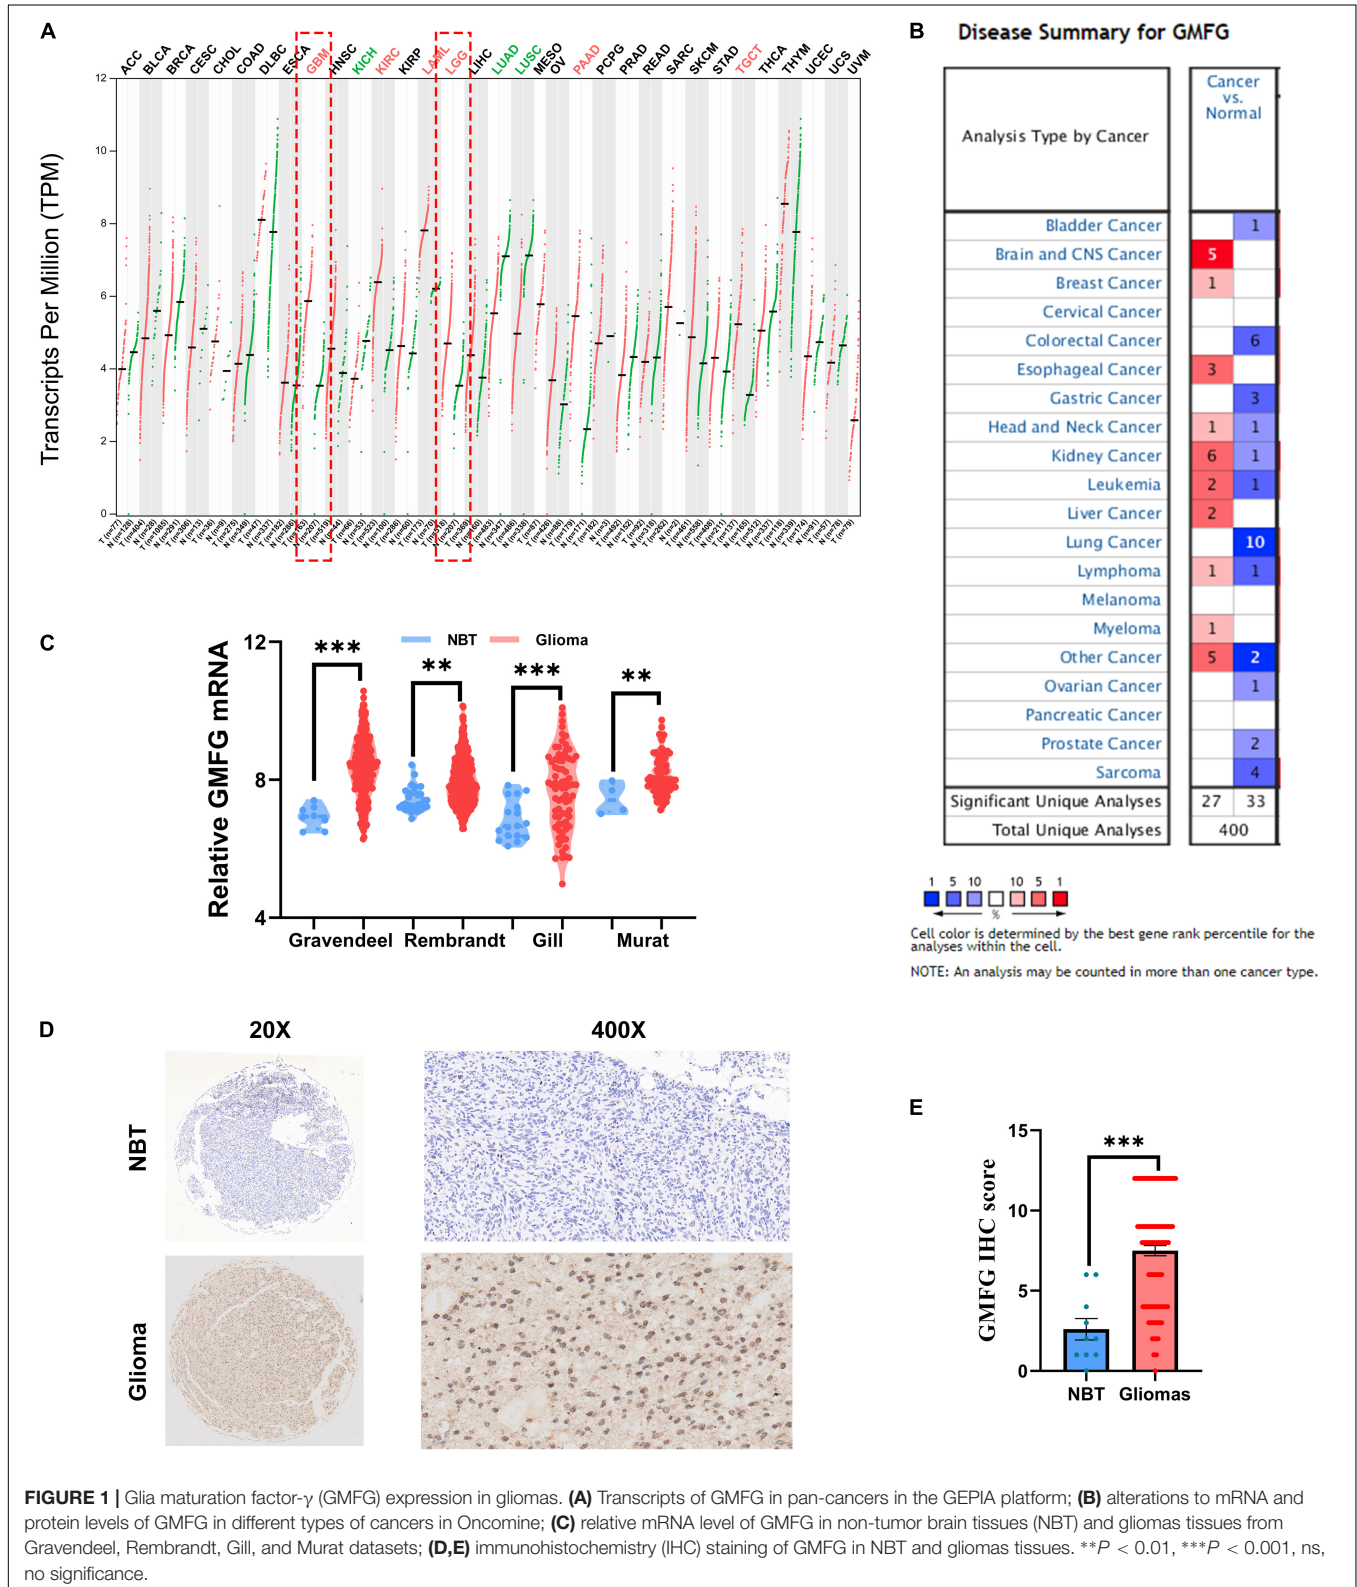 A
ACC BLCA BRCA CESC CHOL COAD DLBC ESCA GBM HNSC KICH KIRC KIRP LAML LGG LIHC LUAD LUSC MESO OV PAAD PCPG PRAD READ SARC SKCM STAD TGCT THCA THYM UCEC UCS UVM
Transcripts Per Million (TPM)
12
10
8
6
4
2
0
B
Disease Summary for GMFG
Analysis Type by Cancer
Cancer
vs.
Normal
Bladder Cancer 1
Brain and CNS Cancer 5
Breast Cancer 1
Cervical Cancer
Colorectal Cancer 6
Esophageal Cancer 3
Gastric Cancer 3
Head and Neck Cancer 1 1
Kidney Cancer 6 1
Leukemia 2 1
Liver Cancer 2
Lung Cancer 10
Lymphoma 1 1
Melanoma
Myeloma 1
Other Cancer 5 2
Ovarian Cancer 1
Pancreatic Cancer
Prostate Cancer 2
Sarcoma 4
Significant Unique Analyses 27 33
Total Unique Analyses 400
1 5 10 10 5 1
%
Cell color is determined by the best gene rank percentile for the
analyses within the cell.
NOTE: An analysis may be counted in more than one cancer type.
C
NBT Glioma
Relative GMFG mRNA
12
8
4
*** ** *** **
Gravendeel Rembrandt Gill Murat
D
20X 400X
NBT
Glioma
E
GMFG IHC score
15
10
5
0
***
NBT Gliomas
FIGURE 1 | Glia maturation factor-γ (GMFG) expression in gliomas. (A) Transcripts of GMFG in pan-cancers in the GEPIA platform; (B) alterations to mRNA and
protein levels of GMFG in different types of cancers in Oncomine; (C) relative mRNA level of GMFG in non-tumor brain tissues (NBT) and gliomas tissues from
Gravendeel, Rembrandt, Gill, and Murat datasets; (D,E) immunohistochemistry (IHC) staining of GMFG in NBT and gliomas tissues. **P < 0.01, ***P < 0.001, ns,
no significance.